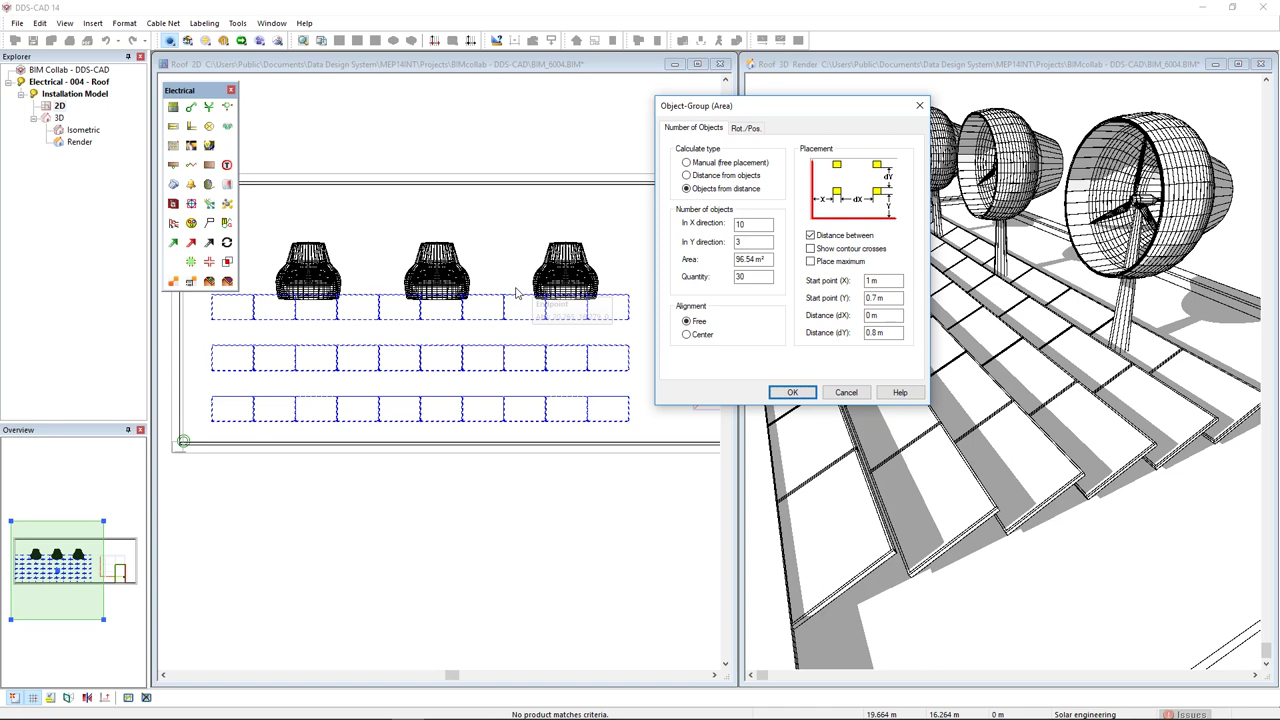 DDS-CAD 14
File Edit View Insert Format Cable Net Labeling Tools Window Help
Explorer
BIM Collab - DDS-CAD
Electrical - 004 - Roof
Installation Model
2D
3D
Isometric
Render
Overview
Roof 2D C:\Users\Public\Documents\Data Design System\MEP14INT\Projects\BIMcollab - DDS-CAD\BIM_6004.BIM*
Electrical
Roof 3D Render C:\Users\Public\Documents\Data Design System\MEP14INT\Projects\BIMcollab - DDS-CAD\BIM_6004.BIM*
Endpoint
Object-Group (Area)
Number of Objects Rot./Pos.
Calculate type
Manual (free placement)
Distance from objects
Objects from distance
Number of objects
In X direction: 10
In Y direction: 3
Area: 96.54 m²
Quantity: 30
Alignment
Free
Center
Placement
dY
X dX Y
Distance between
Show contour crosses
Place maximum
Start point (X): 1 m
Start point (Y): 0.7 m
Distance (dX): 0 m
Distance (dY): 0.8 m
OK Cancel Help
No product matches criteria. 19.664 m 16.264 m 0 m Solar engineering Issues